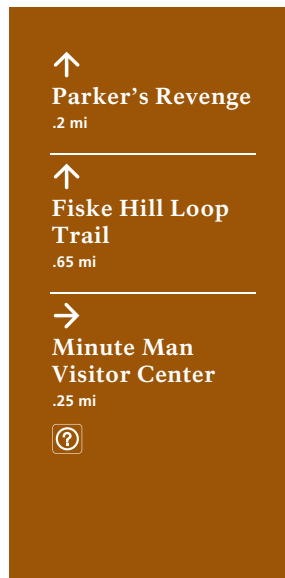 Parker’s Revenge
.2 mi
Fiske Hill Loop
Trail
.65 mi
Minute Man
Visitor Center
.25 mi
?